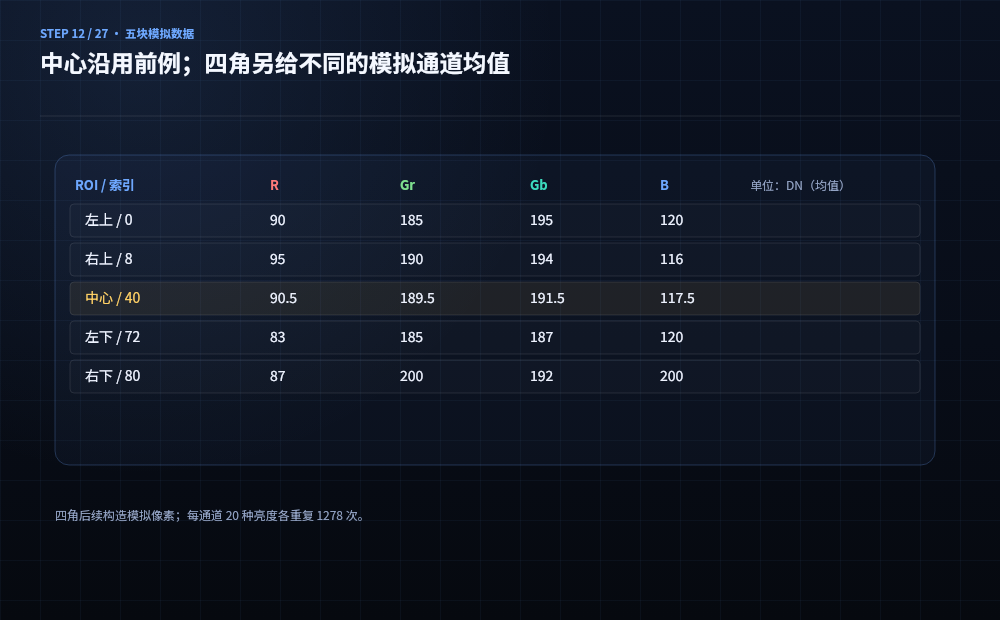 STEP 12 / 27 · 五块模拟数据
中心沿用前例；四角另给不同的模拟通道均值
ROI / 索引 R Gr Gb B 单位：DN（均值）
左上 / 0 90 185 195 120
右上 / 8 95 190 194 116
中心 / 40 90.5 189.5 191.5 117.5
左下 / 72 83 185 187 120
右下 / 80 87 200 192 200
四角后续构造模拟像素；每通道 20 种亮度各重复 1278 次。